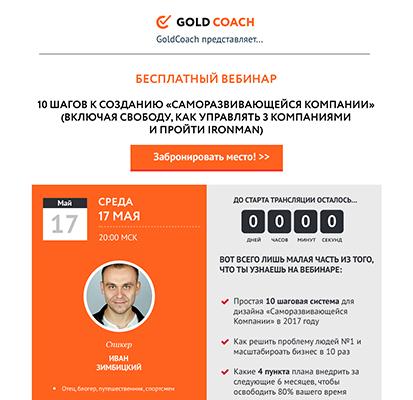 GOLD COACH
GoldCoach представляет...
БЕСПЛАТНЫЙ ВЕБИНАР
10 ШАГОВ К СОЗДАНИЮ «САМОРАЗВИВАЮЩЕЙСЯ КОМПАНИИ»
(ВКЛЮЧАЯ СВОБОДУ, КАК УПРАВЛЯТЬ 3 КОМПАНИЯМИ
И ПРОЙТИ IRONMAN)
Забронировать место! >>
Май
17
СРЕДА
17 МАЯ
20:00 МСК
Спикер
ИВАН
ЗИМБИЦКИЙ
Отец, блогер, путешественник, спортсмен
ДО СТАРТА ТРАНСЛЯЦИИ ОСТАЛОСЬ...
0 0 0 0
ДНЕЙ ЧАСОВ МИНУТ СЕКУНД
ВОТ ВСЕГО ЛИШЬ МАЛАЯ ЧАСТЬ ИЗ ТОГО,
ЧТО ТЫ УЗНАЕШЬ НА ВЕБИНАРЕ:
Простая 10 шаговая система для
дизайна «Саморазвивающейся
Компании» в 2017 году
Как решить проблему людей №1 и
масштабировать бизнес в 10 раз
Какие 4 пункта плана внедрить за
следующие 6 месяцев, чтобы
освободить 80% вашего время